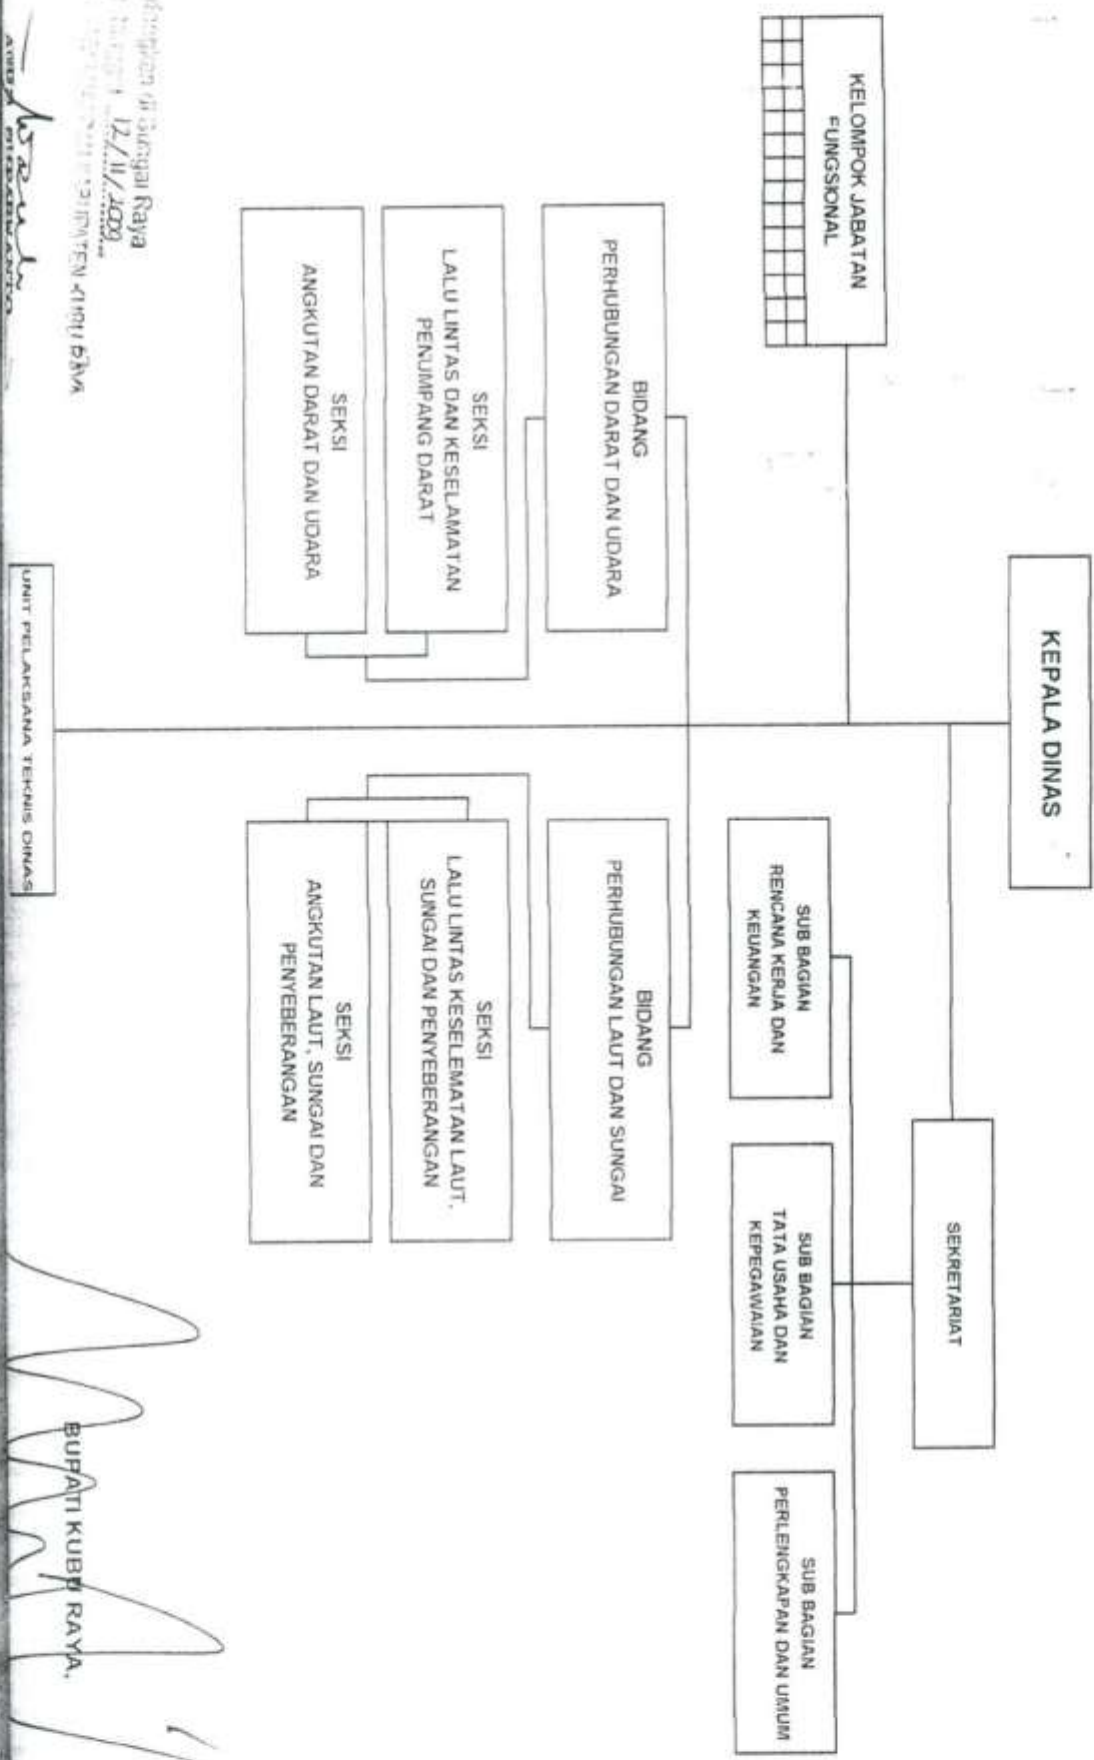 KEPALA DINAS
KELOMPOK JABATAN
FUNGSIONAL
SEKRETARIAT
SUB BAGIAN
RENCANA KERJA DAN
KEUANGAN
SUB BAGIAN
TATA USAHA DAN
KEPEGAWAIAN
SUB BAGIAN
PERLENGKAPAN DAN UMUM
BIDANG
PERHUBUNGAN DARAT DAN UDARA
BIDANG
PERHUBUNGAN LAUT DAN SUNGAI
SEKSI
LALU LINTAS DAN KESELAMATAN
PENUMPANG DARAT
SEKSI
LALU LINTAS KESELEMATAN LAUT,
SUNGAI DAN PENYEBERANGAN
SEKSI
ANGKUTAN DARAT DAN UDARA
SEKSI
ANGKUTAN LAUT, SUNGAI DAN
PENYEBERANGAN
UNIT PELAKSANA TEKNIS DINAS
di Sungai Raya
12/11/2009
BUPATI KUBU RAYA,